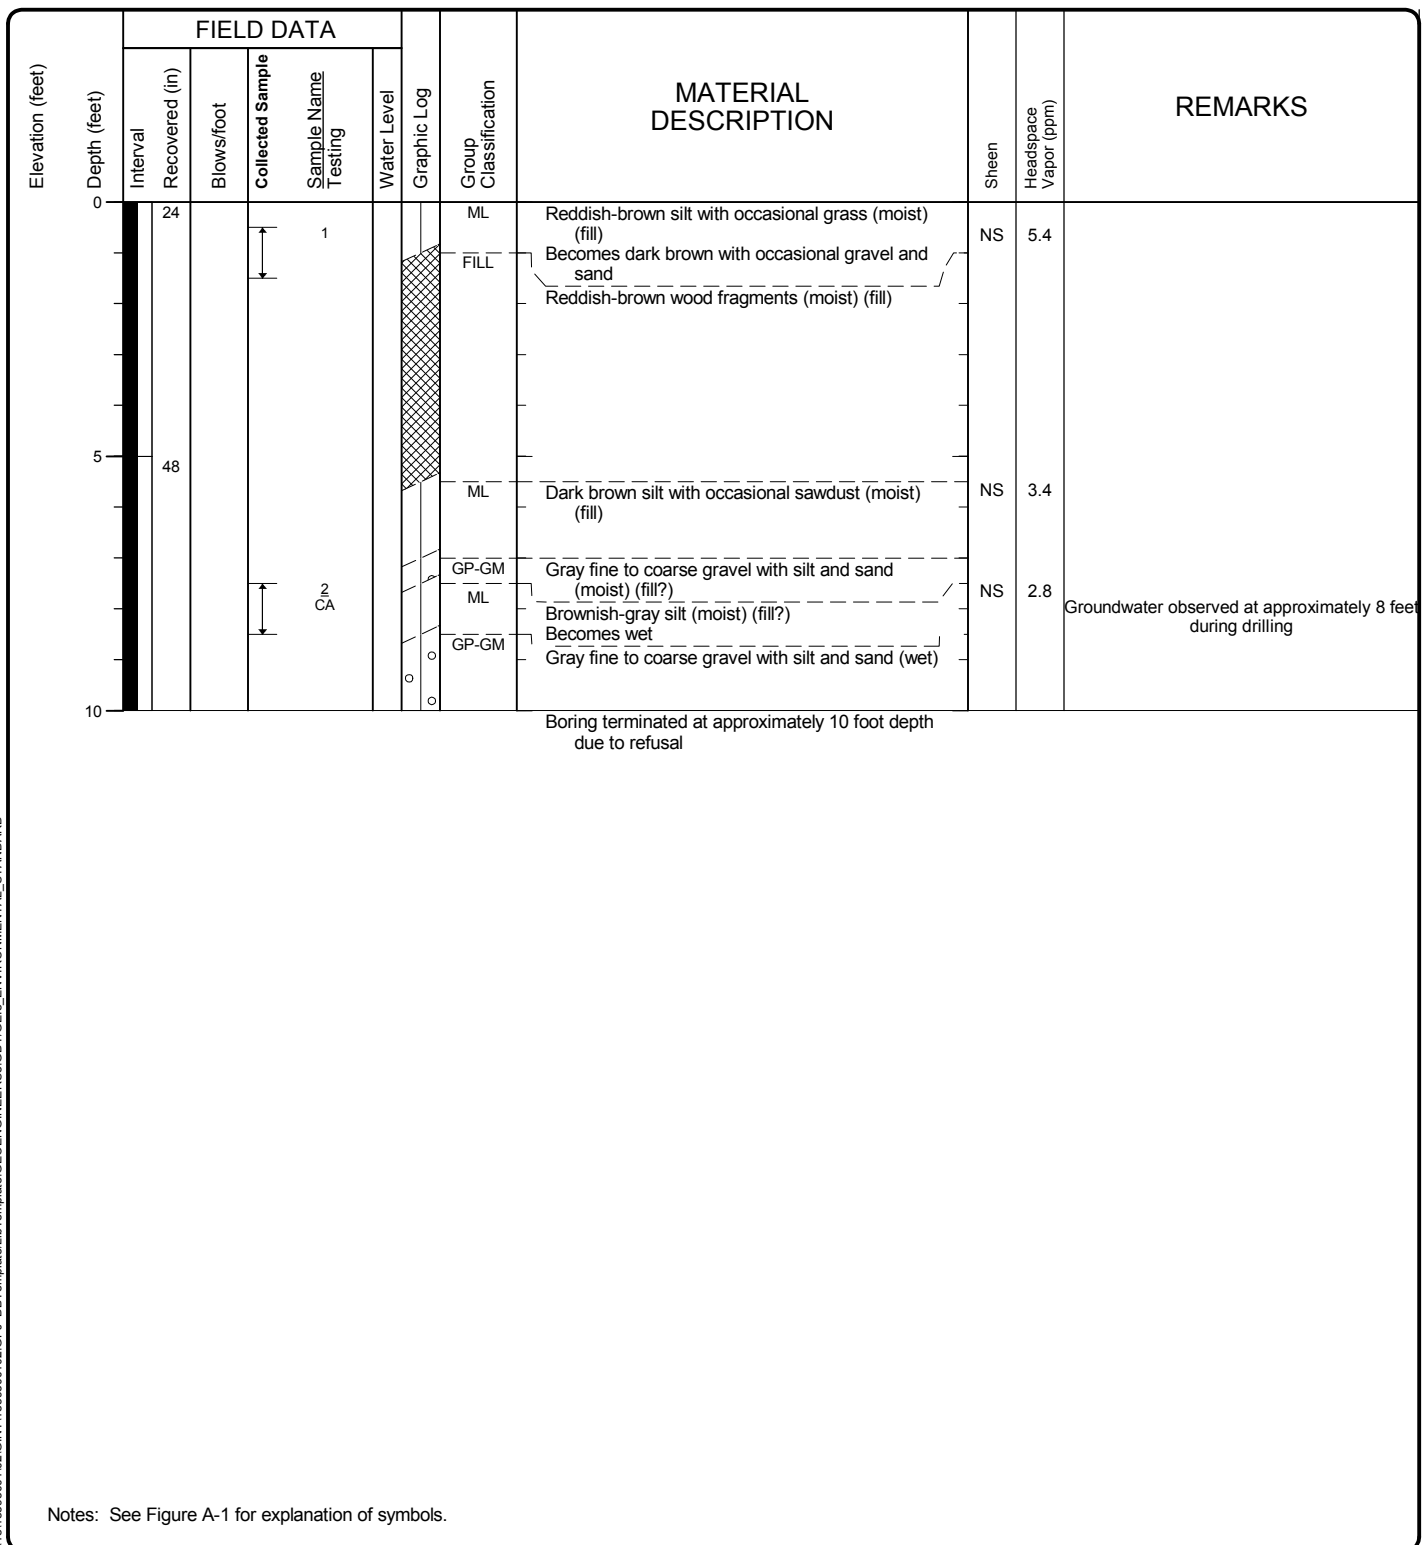 FIELD DATA
Elevation (feet)
Depth (feet)
Interval
Recovered (in)
Blows/foot
Collected Sample
Sample Name
Testing
Water Level
Graphic Log
Group
Classification
MATERIAL
DESCRIPTION
Sheen
Headspace
Vapor (ppm)
REMARKS
0
24
1
ML
Reddish-brown silt with occasional grass (moist)
(fill)
NS
5.4
Becomes dark brown with occasional gravel and
sand
FILL
Reddish-brown wood fragments (moist) (fill)
5
48
ML
Dark brown silt with occasional sawdust (moist)
(fill)
NS
3.4
GP-GM
Gray fine to coarse gravel with silt and sand
(moist) (fill?)
2
CA
ML
NS
2.8
Brownish-gray silt (moist) (fill?)
Becomes wet
Groundwater observed at approximately 8 feet
during drilling
GP-GM
Gray fine to coarse gravel with silt and sand (wet)
10
Boring terminated at approximately 10 foot depth
due to refusal
Notes: See Figure A-1 for explanation of symbols.